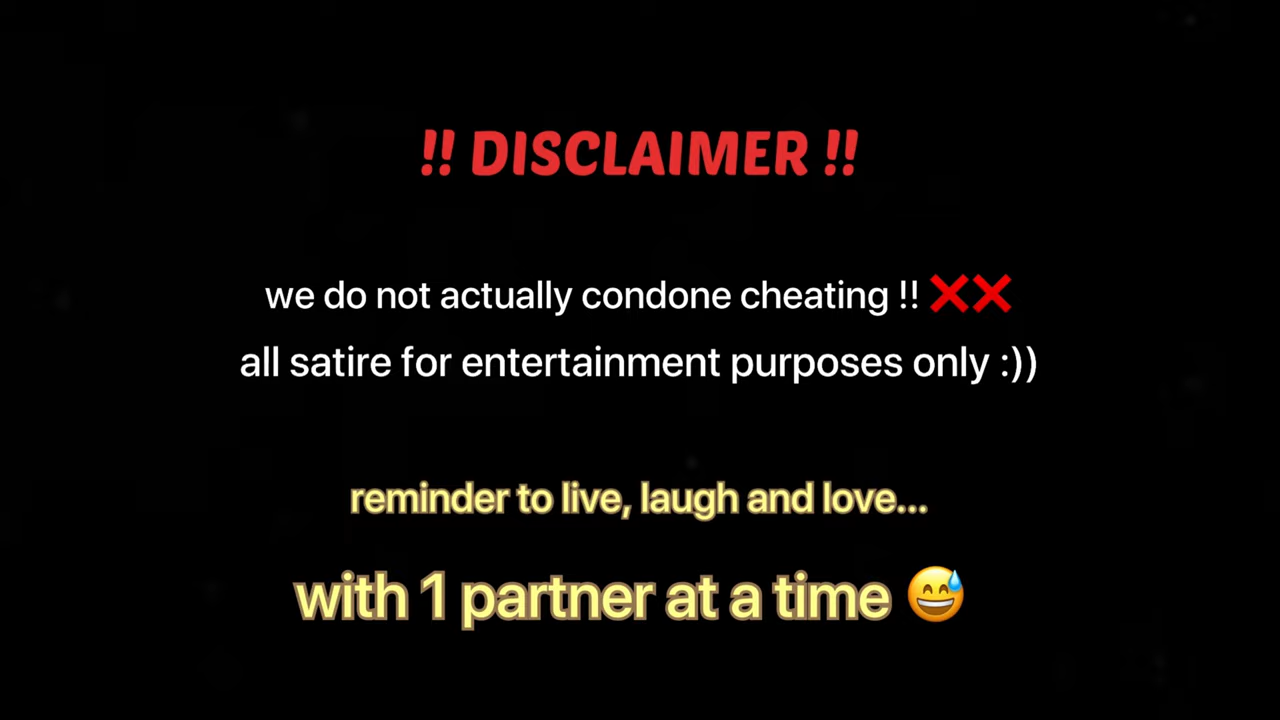 !! DISCLAIMER !!
we do not actually condone cheating !! ❌❌
all satire for entertainment purposes only :))
reminder to live, laugh and love...
with 1 partner at a time 😅